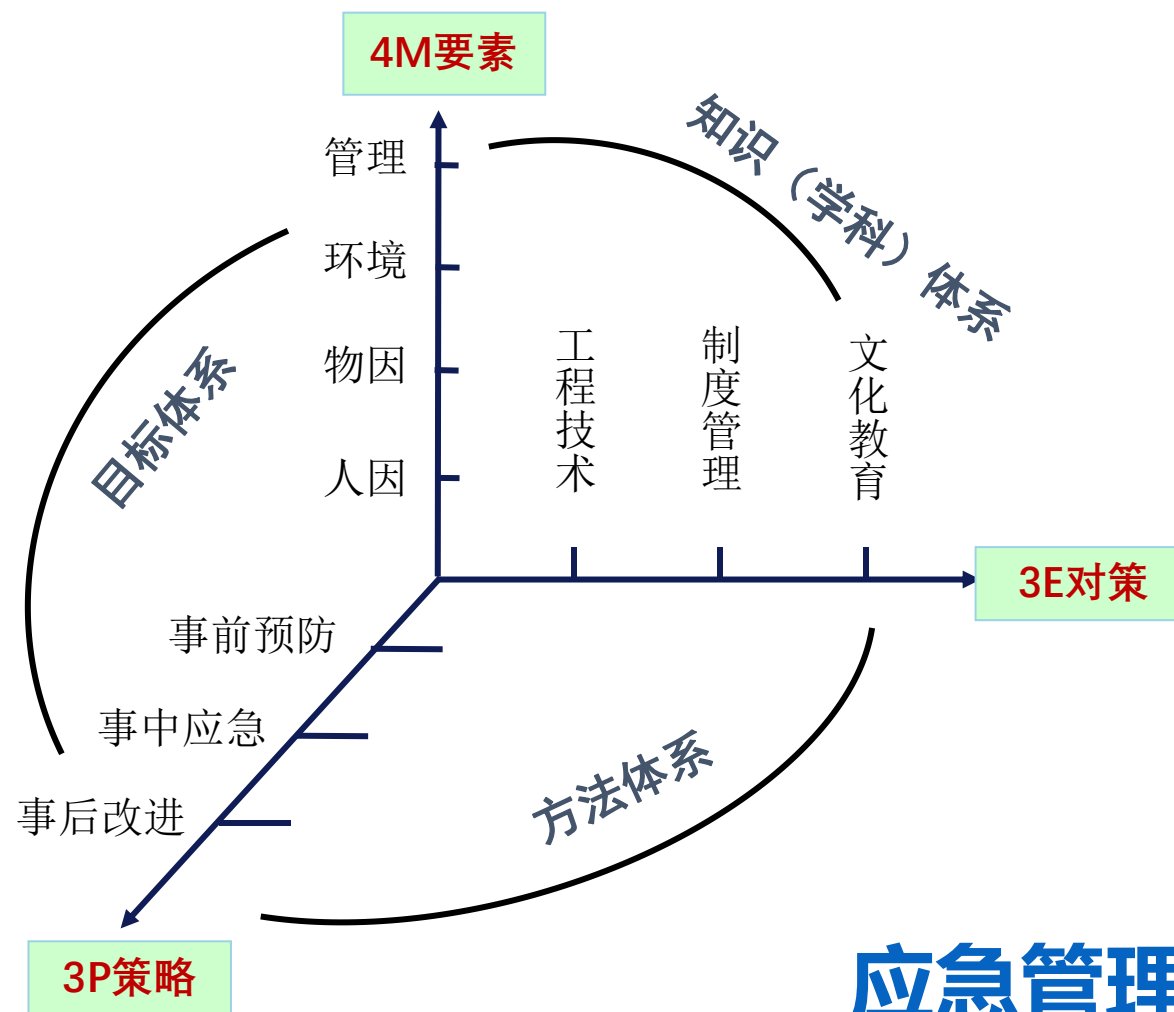 4M要素
知识（学科）体系
管理
环境
物因
人因
目标体系
工程技术
制度管理
文化教育
3E对策
事前预防
事中应急
事后改进
方法体系
3P策略
应急管理